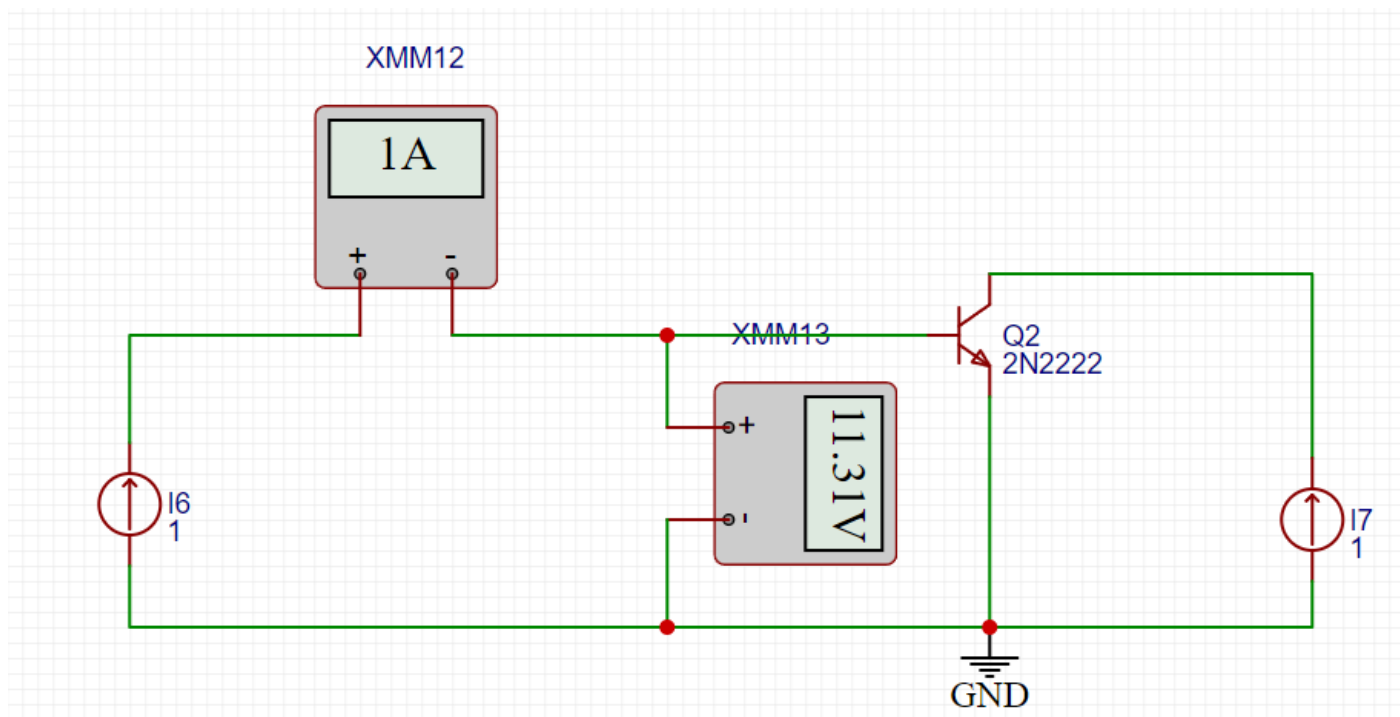 XMM12
1A
+ -
XMM13
Q2
2N2222
+
11.31V
-
I6
1
I7
1
GND